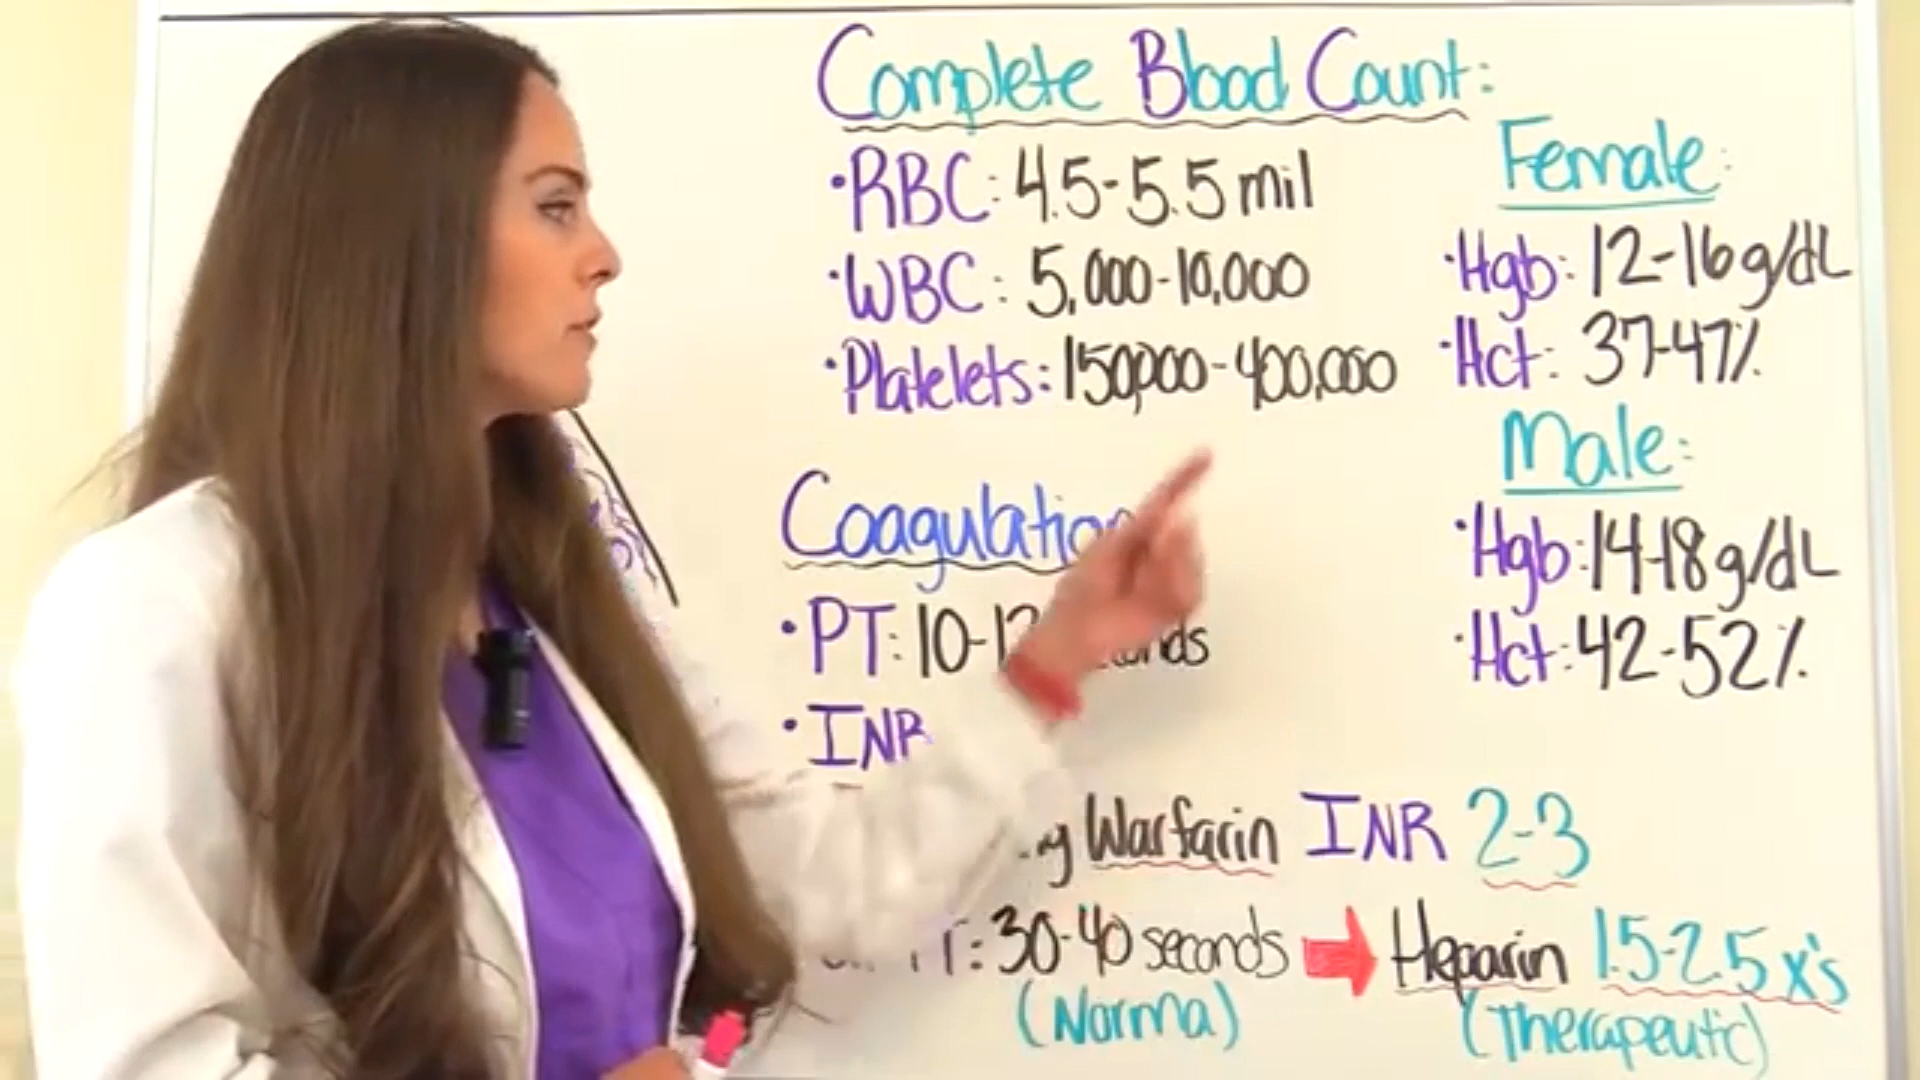 Complete Blood Count:
• RBC: 4.5-5.5 mil
• WBC: 5,000-10,000
• Platelets: 150,000-400,000
Female:
• Hgb: 12-16 g/dL
• Hct: 37-47%
Male:
• Hgb: 14-18 g/dL
• Hct: 42-52%
• PT: 10-12
• INR
Warfarin INR 2-3
30-40 seconds → Heparin 1.5-2.5 x's
(Normal) (Therapeutic)